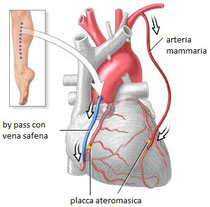 arteria
mammaria
by pass con
vena safena
placca ateromasica